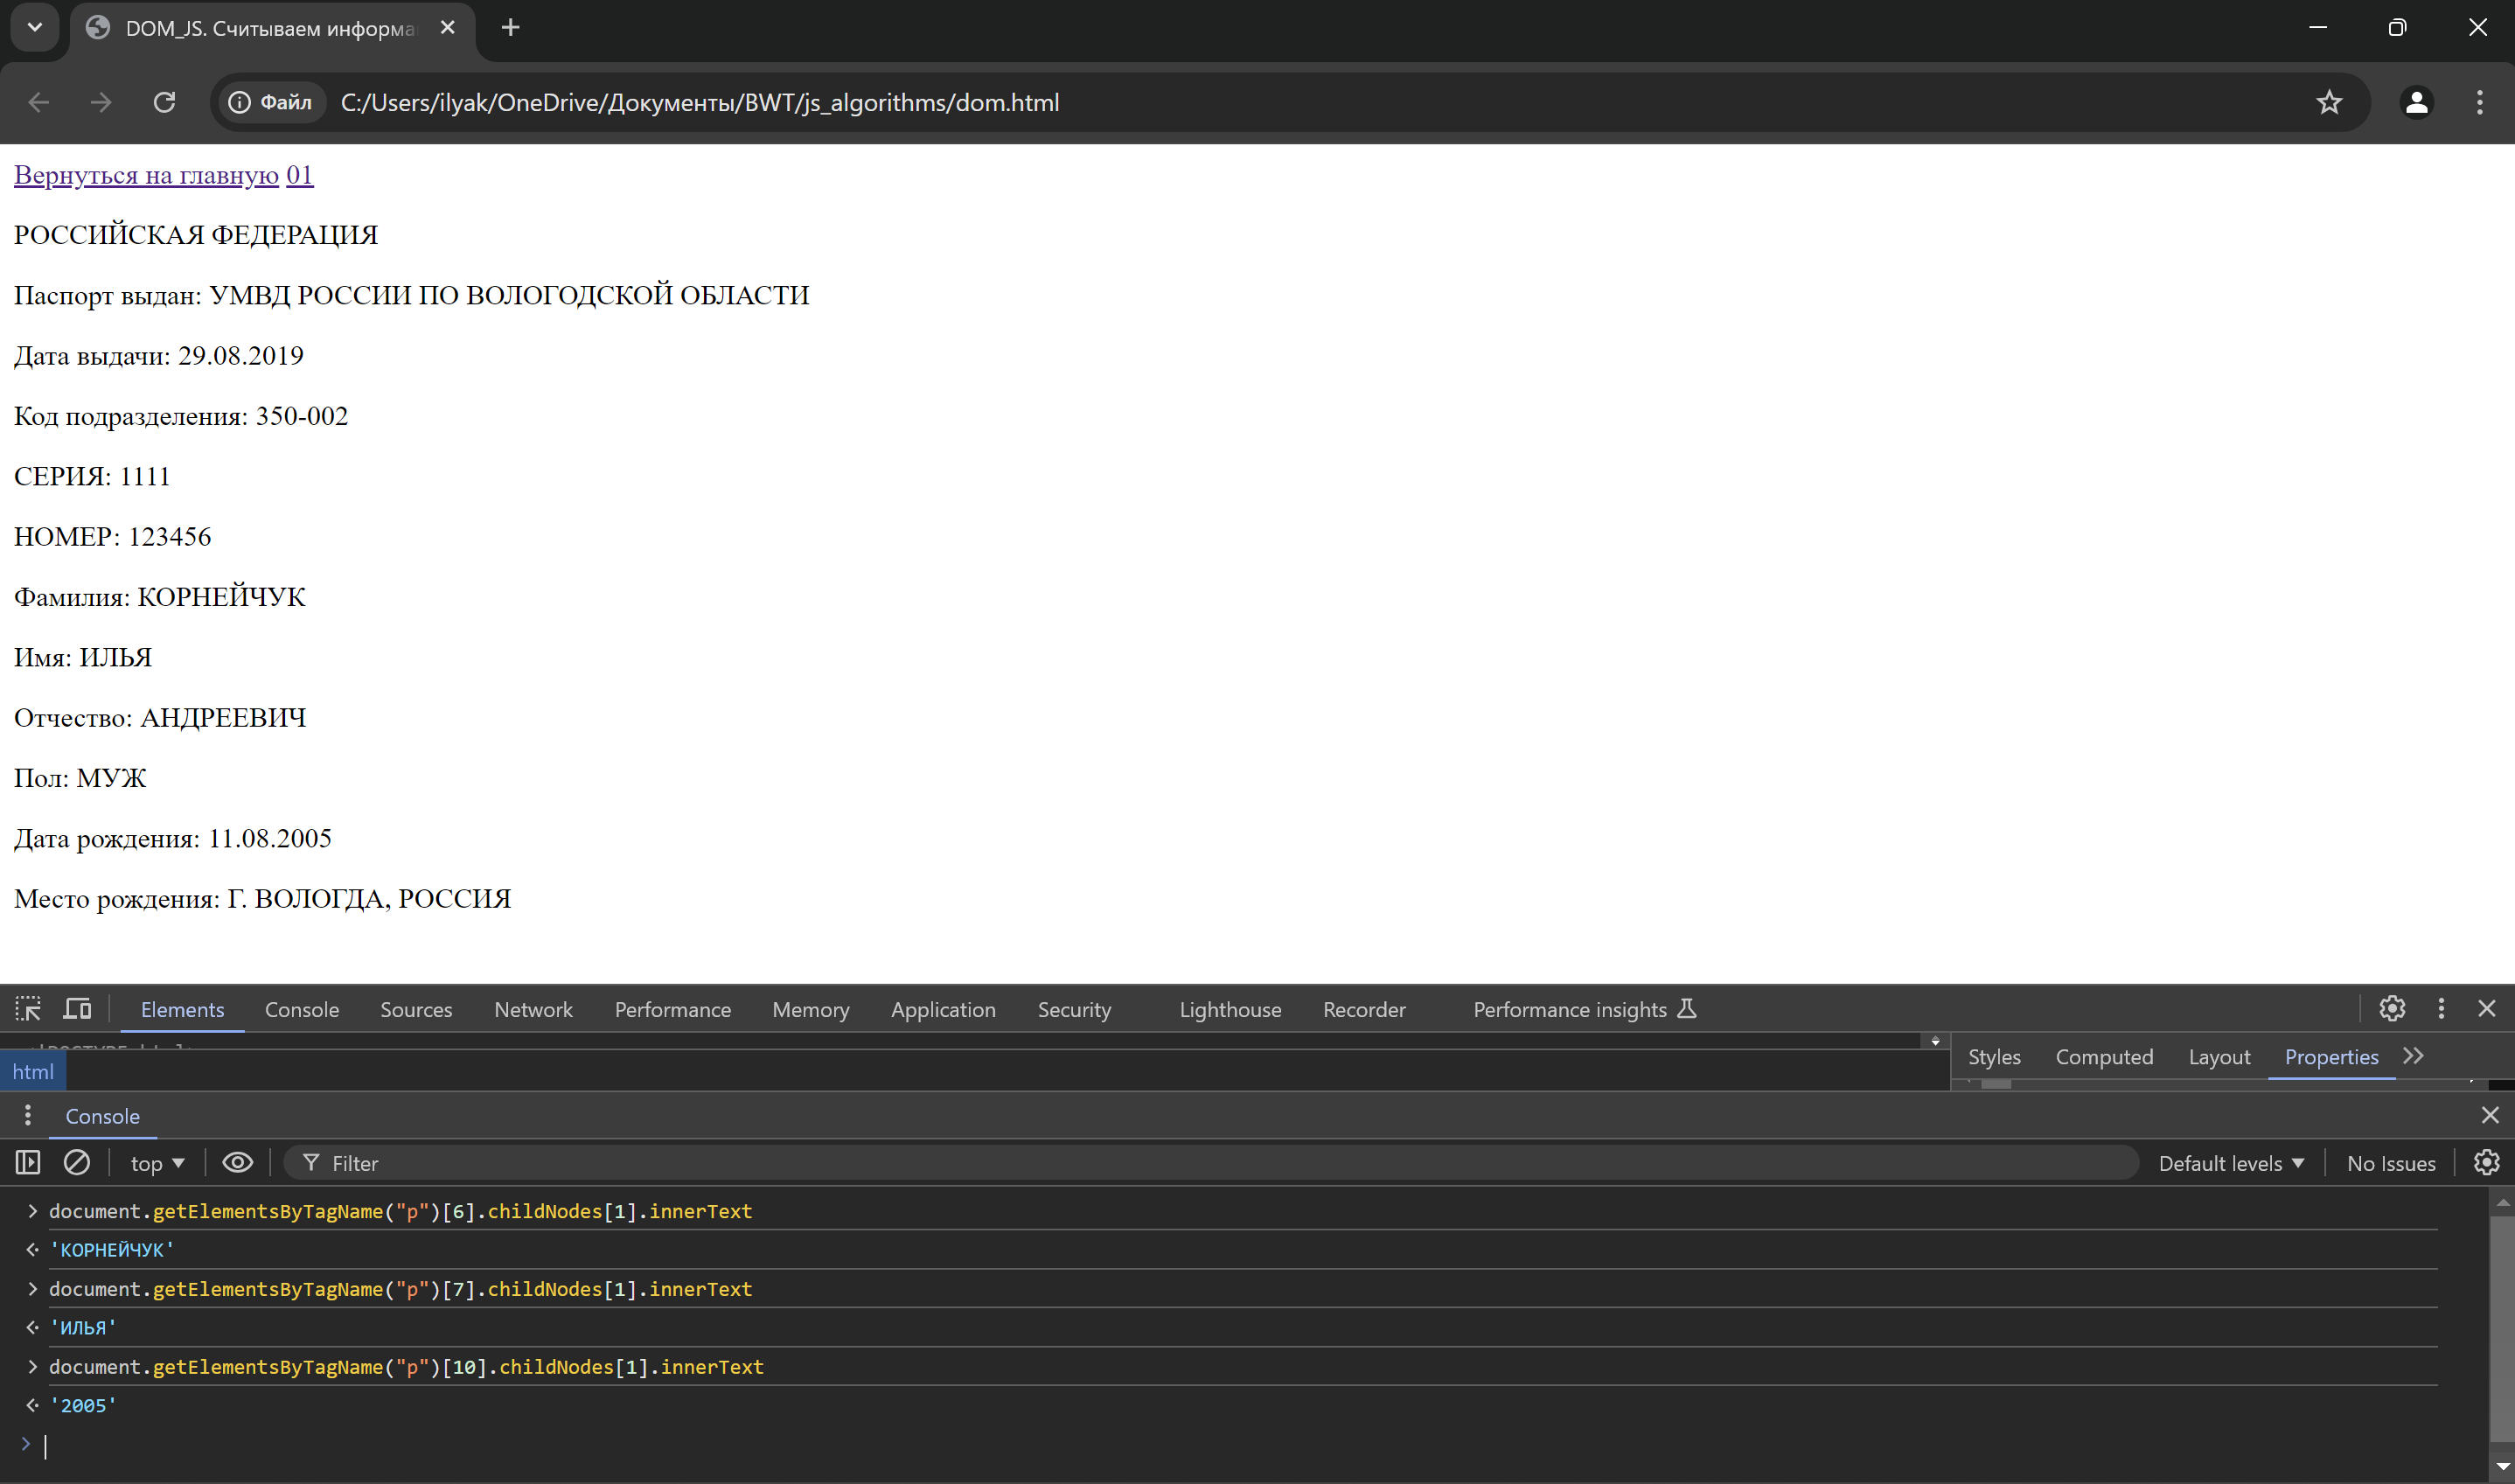 DOM_JS. Считываем информа
Файл C:/Users/ilyak/OneDrive/Документы/BWT/js_algorithms/dom.html
Вернуться на главную 01
РОССИЙСКАЯ ФЕДЕРАЦИЯ
Паспорт выдан: УМВД РОССИИ ПО ВОЛОГОДСКОЙ ОБЛАСТИ
Дата выдачи: 29.08.2019
Код подразделения: 350-002
СЕРИЯ: 1111
НОМЕР: 123456
Фамилия: КОРНЕЙЧУК
Имя: ИЛЬЯ
Отчество: АНДРЕЕВИЧ
Пол: МУЖ
Дата рождения: 11.08.2005
Место рождения: Г. ВОЛОГДА, РОССИЯ
Elements Console Sources Network Performance Memory Application Security Lighthouse Recorder Performance insights
html
Styles Computed Layout Properties
Console
top Filter Default levels No Issues
document.getElementsByTagName("p")[6].childNodes[1].innerText
'КОРНЕЙЧУК'
document.getElementsByTagName("p")[7].childNodes[1].innerText
'ИЛЬЯ'
document.getElementsByTagName("p")[10].childNodes[1].innerText
'2005'